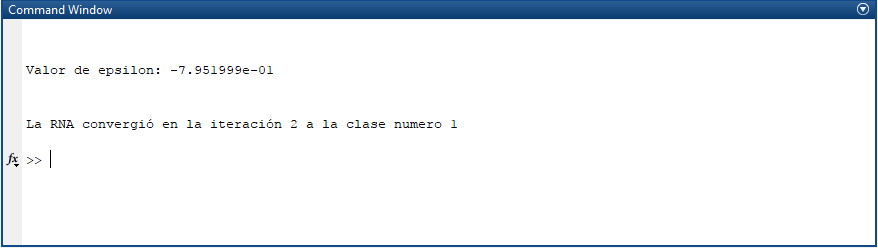 Command Window
Valor de epsilon: -7.951999e-01
La RNA convergió en la iteración 2 a la clase numero 1
fx >>